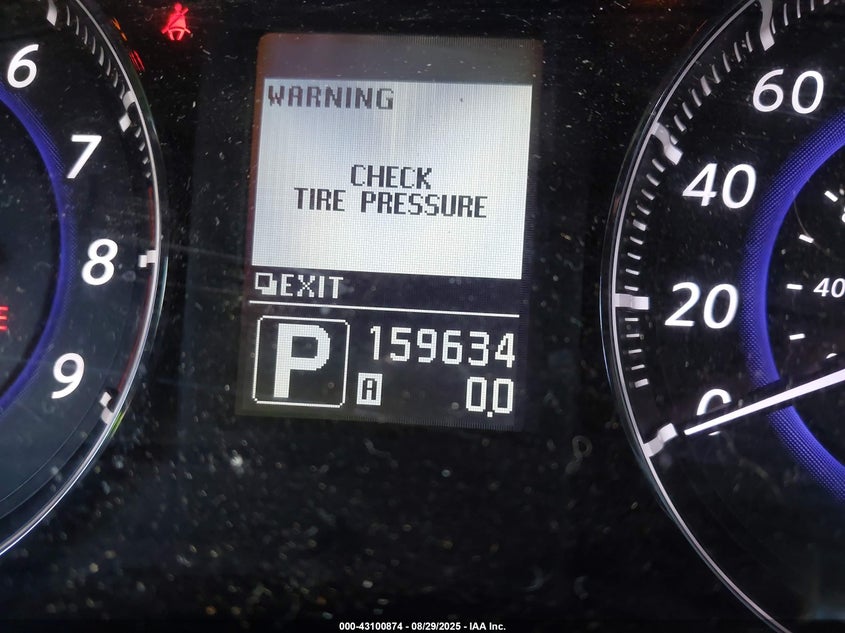 WARNING
CHECK
TIRE PRESSURE
EXIT
P
159634
A
0.0
6
7
8
9
60
40
20
0
40
000-43100874 - 08/29/2025 - IAA Inc.